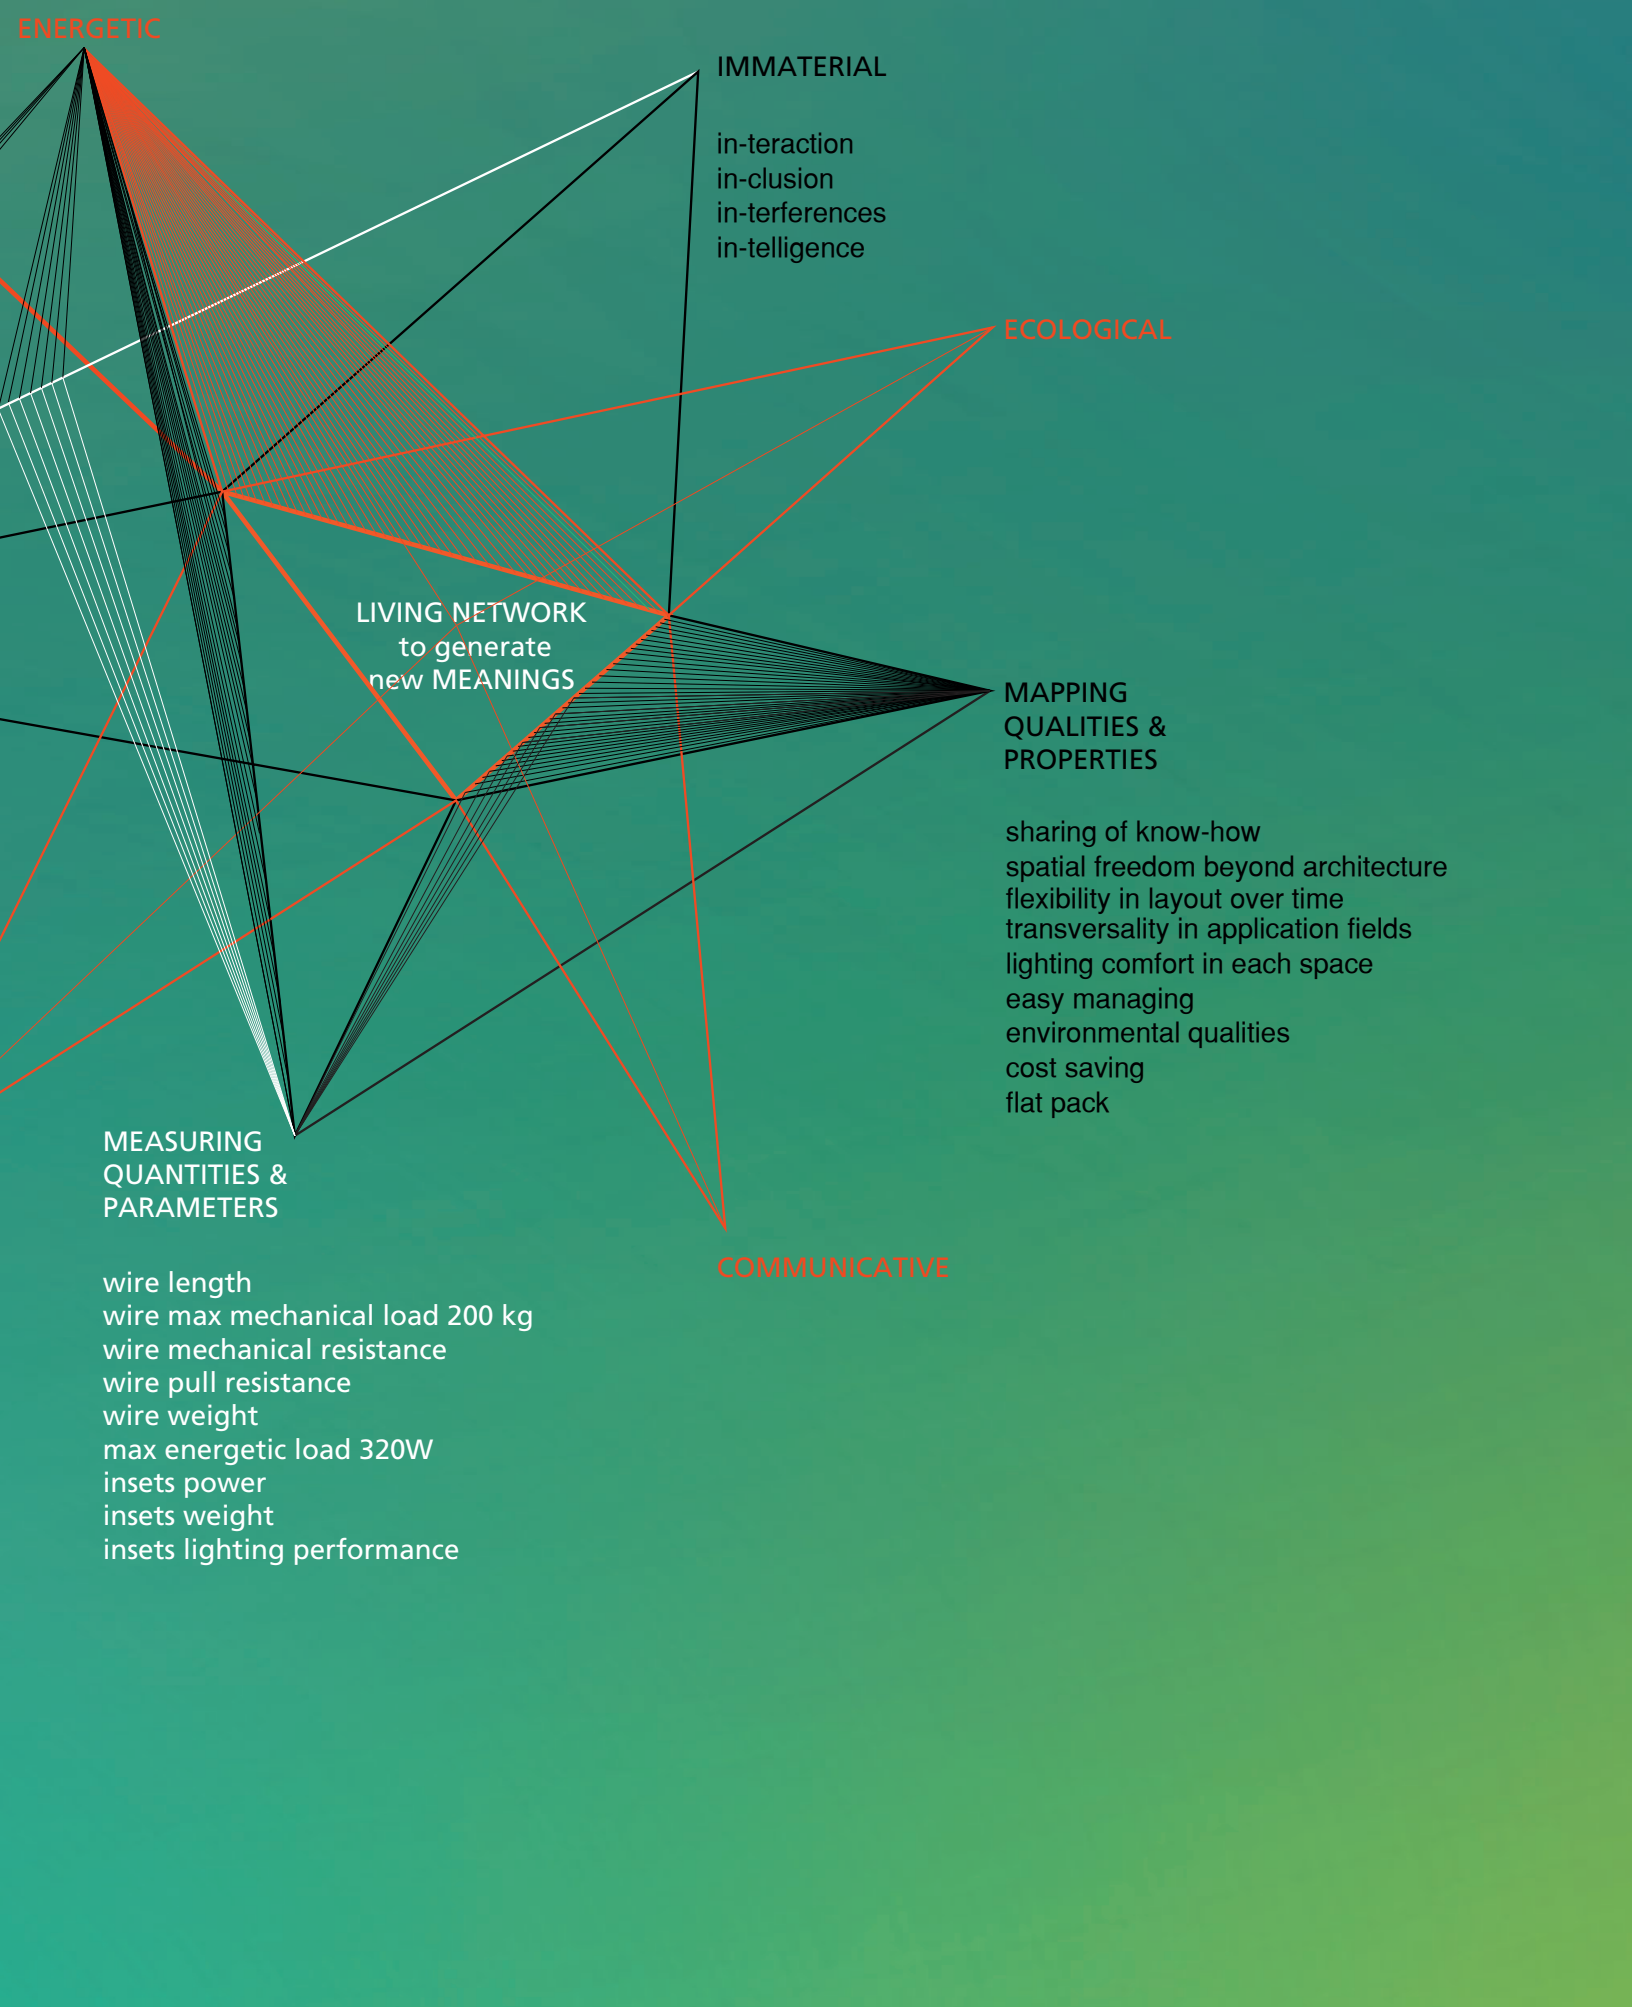 ENERGETIC
IMMATERIAL
in-teraction
in-clusion
in-terferences
in-telligence
ECOLOGICAL
LIVING NETWORK
to generate
new MEANINGS
MAPPING
QUALITIES &
PROPERTIES
sharing of know-how
spatial freedom beyond architecture
flexibility in layout over time
transversality in application fields
lighting comfort in each space
easy managing
environmental qualities
cost saving
flat pack
MEASURING
QUANTITIES &
PARAMETERS
wire length
wire max mechanical load 200 kg
wire mechanical resistance
wire pull resistance
wire weight
max energetic load 320W
insets power
insets weight
insets lighting performance
COMMUNICATIVE